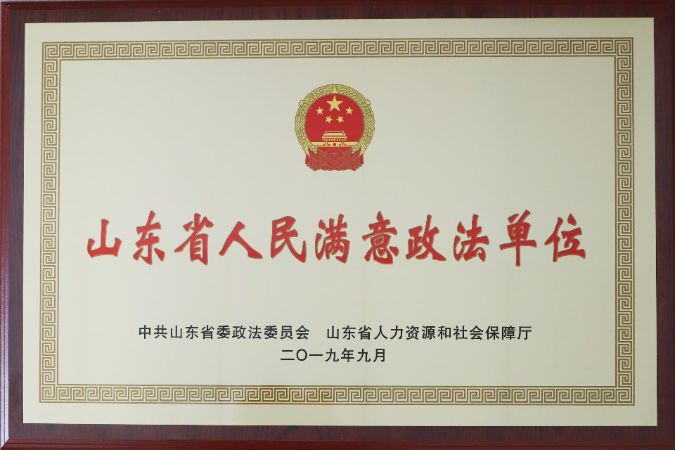 山东省人民满意政法单位
中共山东省委政法委员会 山东省人力资源和社会保障厅
二〇一九年九月